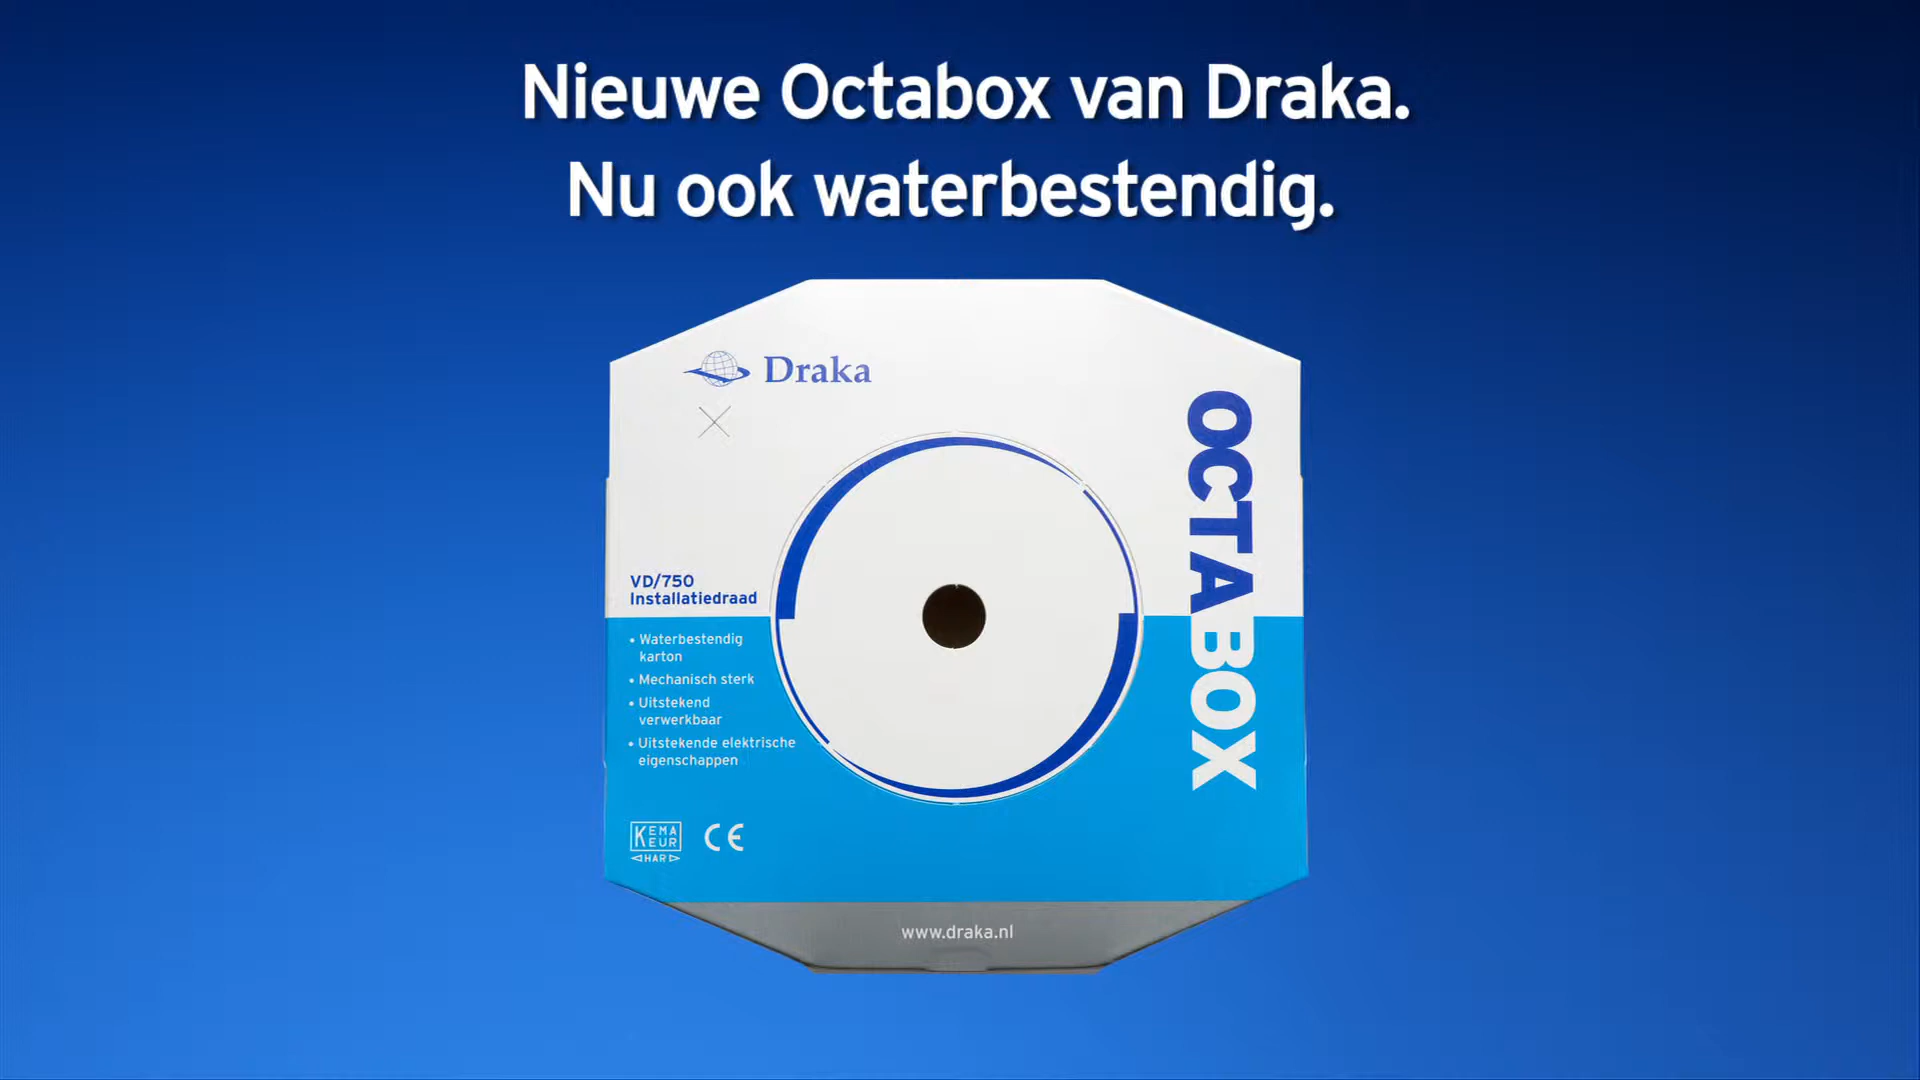 Nieuwe Octabox van Draka.
Nu ook waterbestendig.
Draka
OCTABOX
VD/750
Installatiedraad
• Waterbestendig
karton
• Mechanisch sterk
• Uitstekend
verwerkbaar
• Uitstekende elektrische
eigenschappen
KEMA
KEUR
◁HAR▷
CE
www.draka.nl